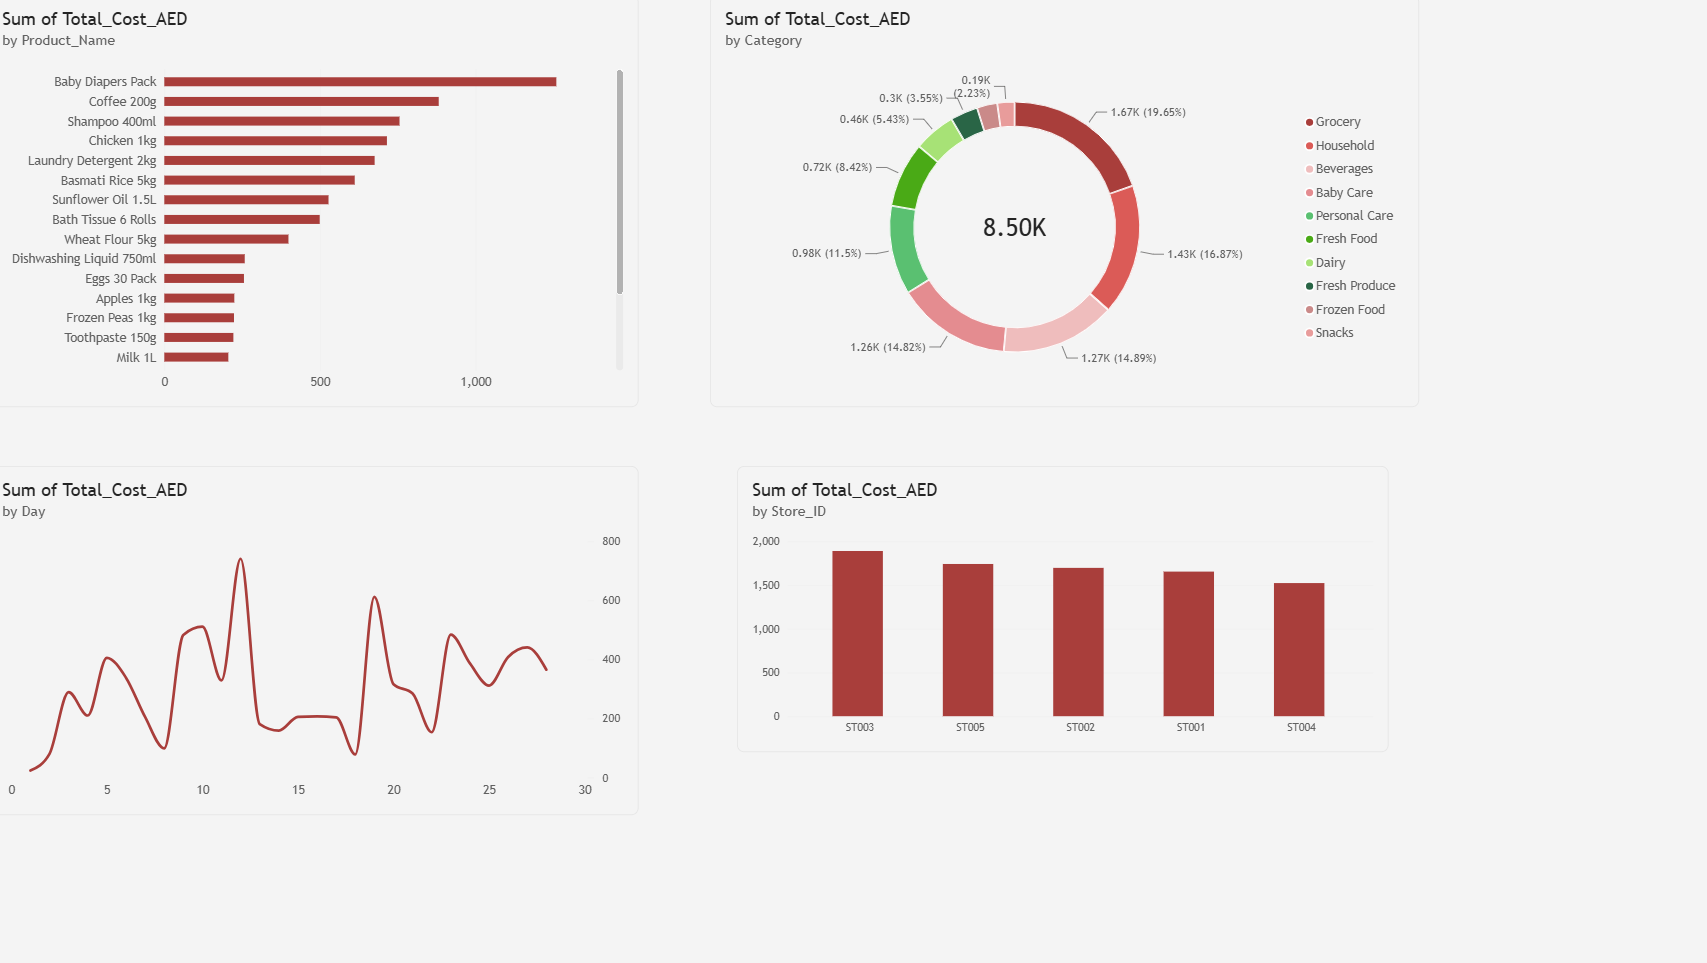 Sum of Total_Cost_AED
by Product_Name
Baby Diapers Pack
Coffee 200g
Shampoo 400ml
Chicken 1kg
Laundry Detergent 2kg
Basmati Rice 5kg
Sunflower Oil 1.5L
Bath Tissue 6 Rolls
Wheat Flour 5kg
Dishwashing Liquid 750ml
Eggs 30 Pack
Apples 1kg
Frozen Peas 1kg
Toothpaste 150g
Milk 1L
0 500 1,000
Sum of Total_Cost_AED
by Category
0.19K
(2.23%)
0.3K (3.55%)
0.46K (5.43%)
0.72K (8.42%)
0.98K (11.5%)
1.26K (14.82%)
1.67K (19.65%)
1.43K (16.87%)
1.27K (14.89%)
8.50K
Grocery
Household
Beverages
Baby Care
Personal Care
Fresh Food
Dairy
Fresh Produce
Frozen Food
Snacks
Sum of Total_Cost_AED
by Day
800
600
400
200
0
0 5 10 15 20 25 30
Sum of Total_Cost_AED
by Store_ID
2,000
1,500
1,000
500
0
ST003 ST005 ST002 ST001 ST004